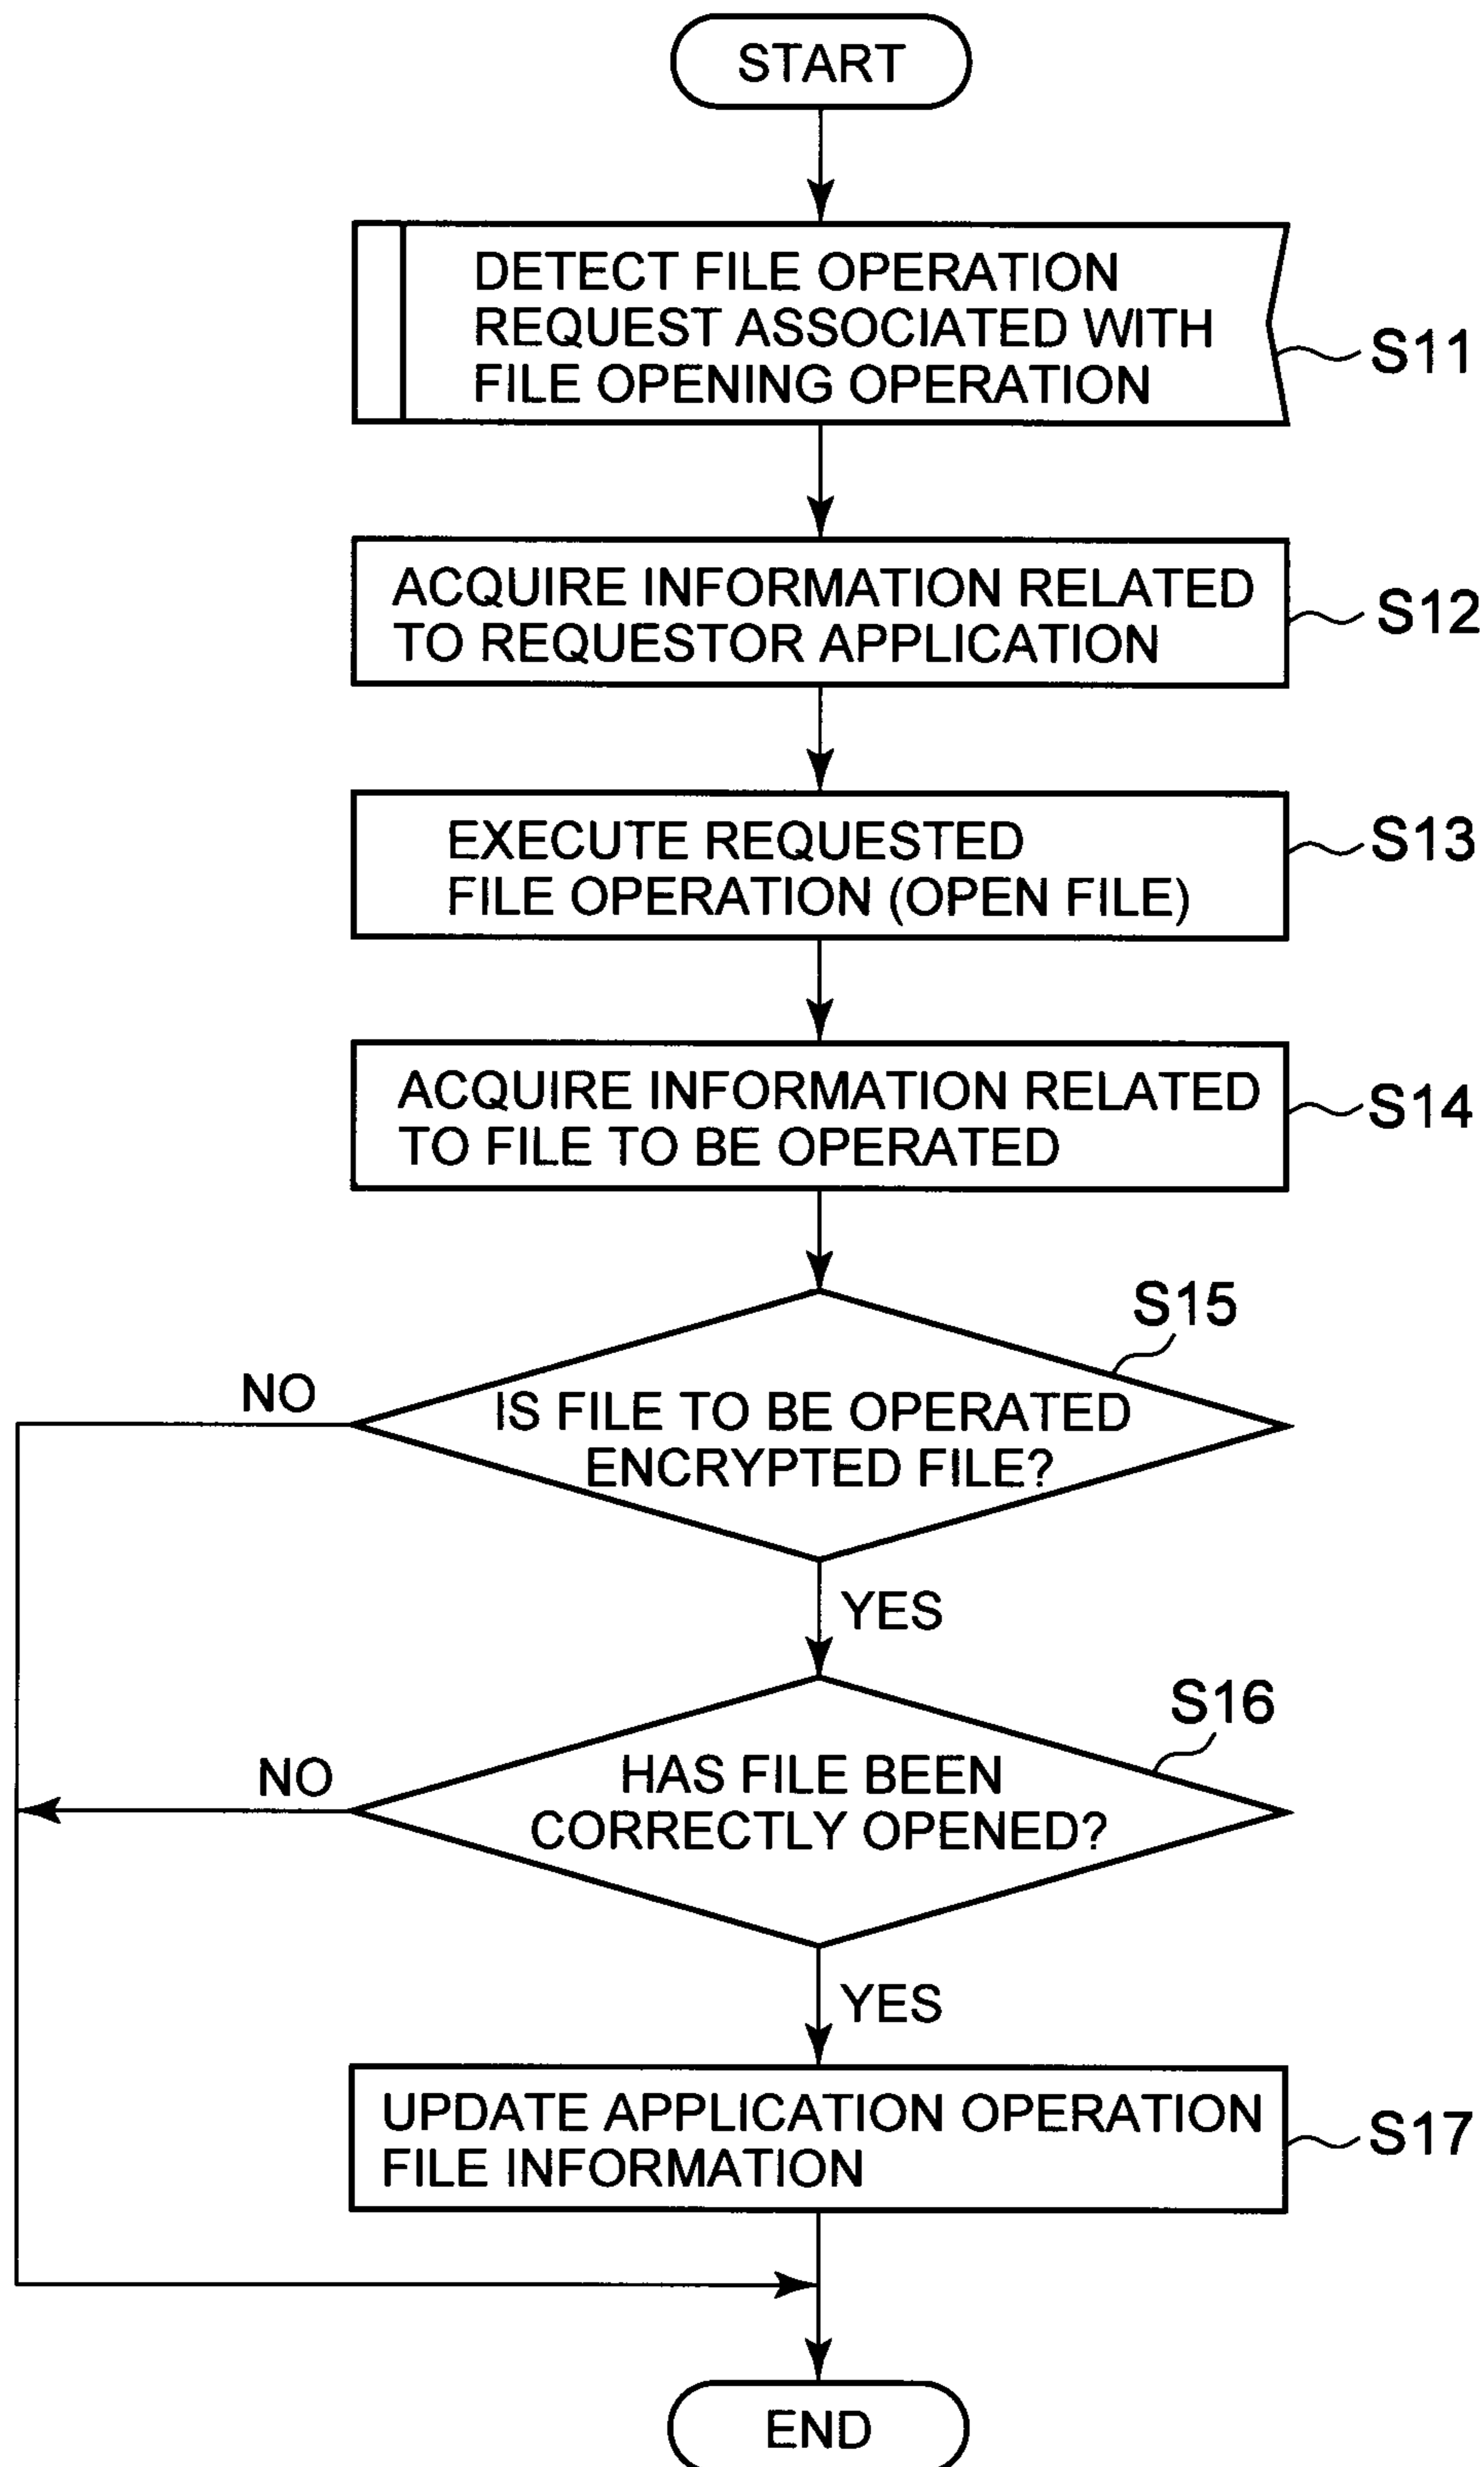 START
DETECT FILE OPERATION
REQUEST ASSOCIATED WITH
FILE OPENING OPERATION
S11
ACQUIRE INFORMATION RELATED
TO REQUESTOR APPLICATION
S12
EXECUTE REQUESTED
FILE OPERATION (OPEN FILE)
S13
ACQUIRE INFORMATION RELATED
TO FILE TO BE OPERATED
S14
S15
NO
IS FILE TO BE OPERATED
ENCRYPTED FILE?
YES
S16
NO
HAS FILE BEEN
CORRECTLY OPENED?
YES
UPDATE APPLICATION OPERATION
FILE INFORMATION
S17
END